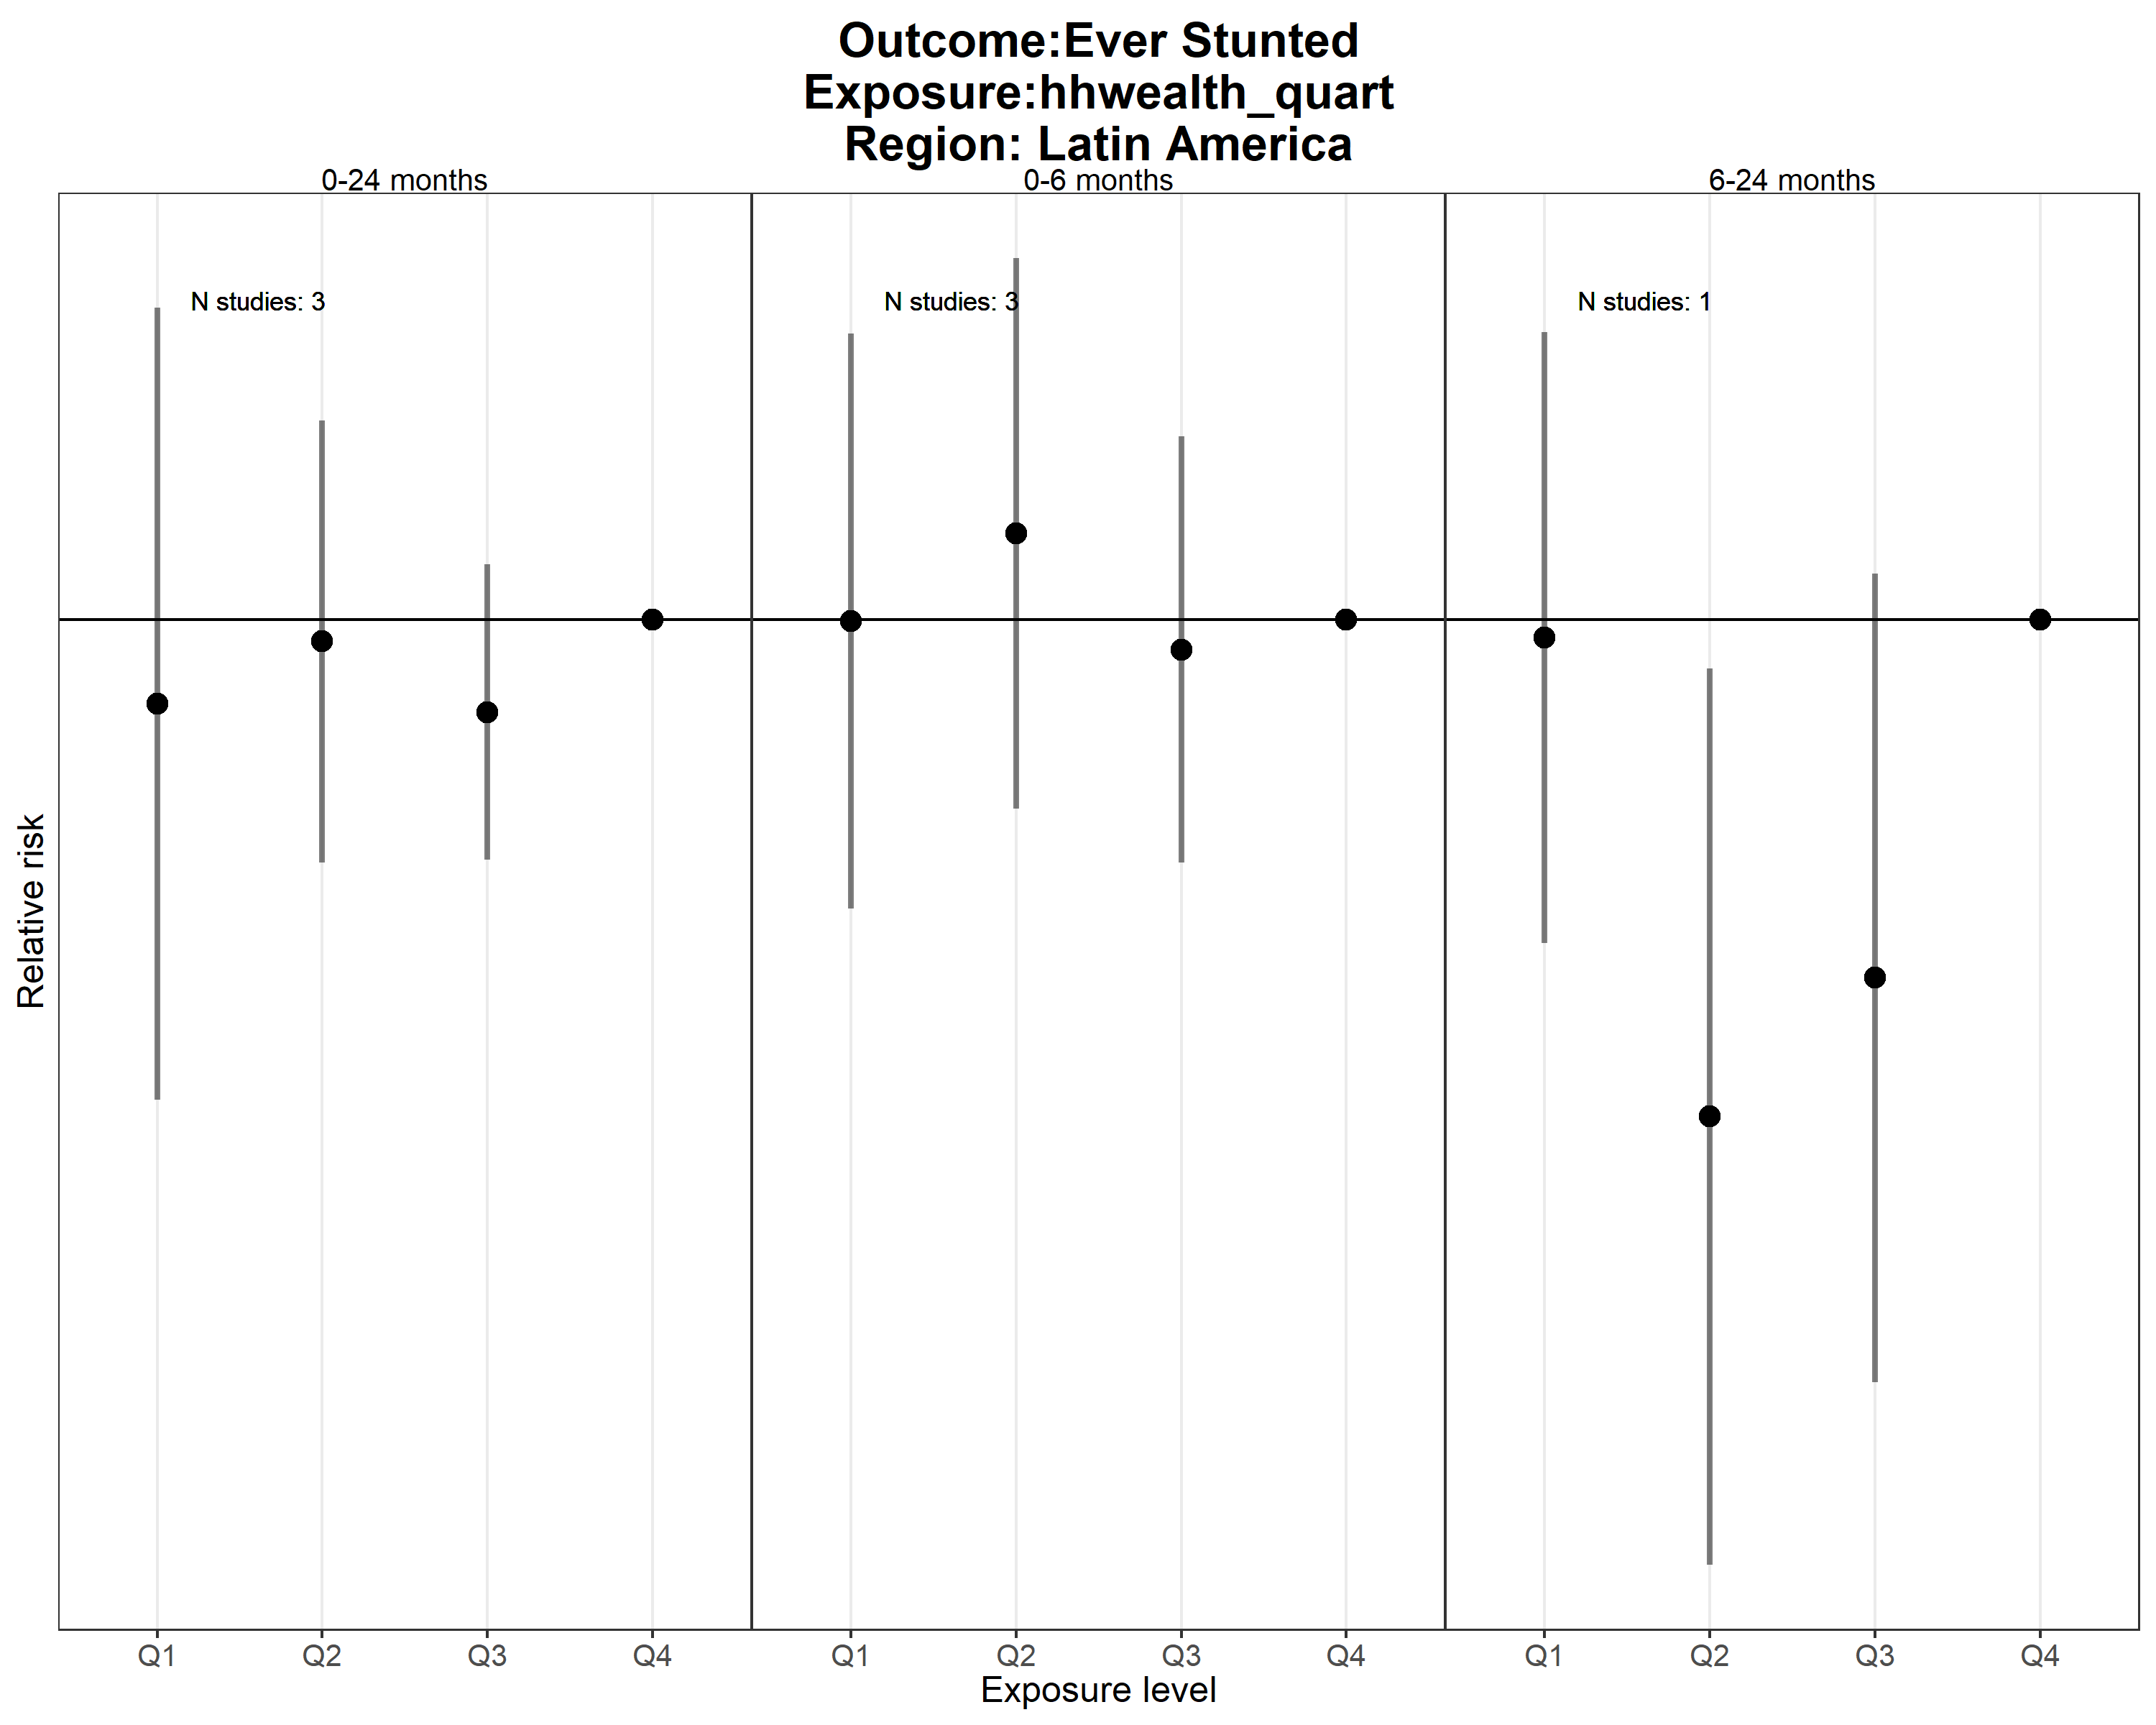 Outcome:Ever Stunted
Exposure:hhwealth_quart
Region: Latin America
0-24 months
0-6 months
6-24 months
N studies: 3
N studies: 3
N studies: 1
Relative risk
Q1 Q2 Q3 Q4 Q1 Q2 Q3 Q4 Q1 Q2 Q3 Q4
Exposure level